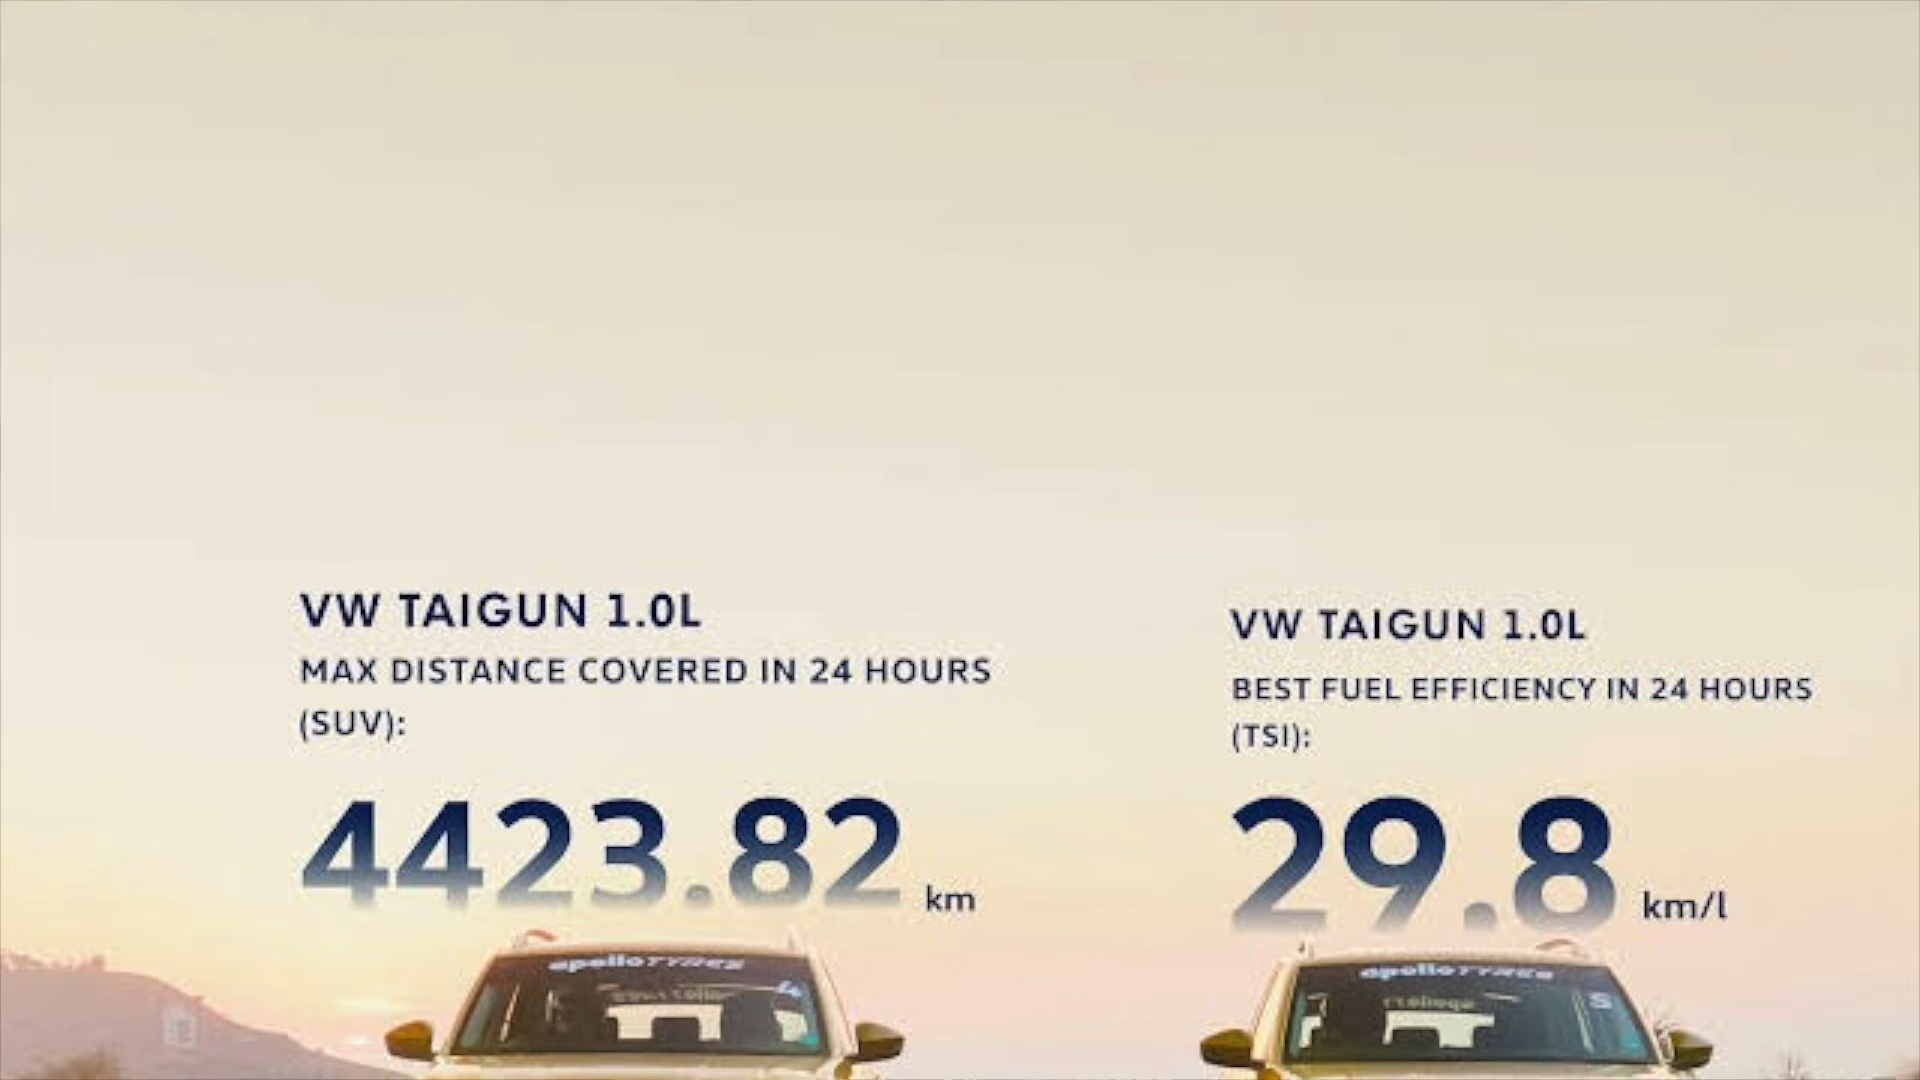 VW TAIGUN 1.0L
MAX DISTANCE COVERED IN 24 HOURS
(SUV):
4423.82 km
VW TAIGUN 1.0L
BEST FUEL EFFICIENCY IN 24 HOURS
(TSI):
29.8 km/l
apollo TYRES
apollo TYRES